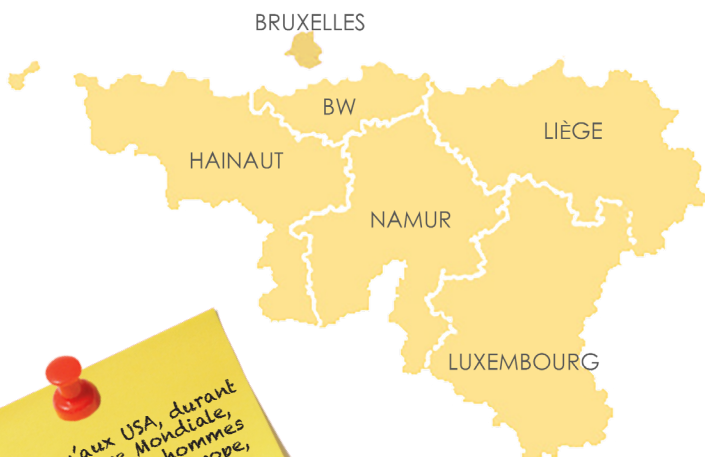 BRUXELLES
BW
LIÈGE
HAINAUT
NAMUR
LUXEMBOURG
'aux USA, durant
Mondiale,
hommes